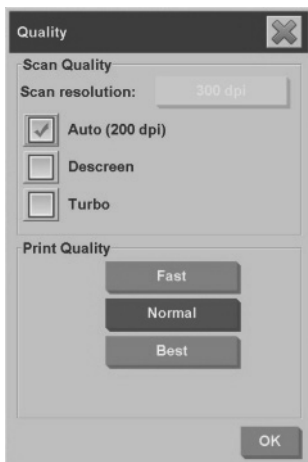 Quality
Scan Quality
Scan resolution: 300 dpi
Auto (200 dpi)
Descreen
Turbo
Print Quality
Fast
Normal
Best
OK